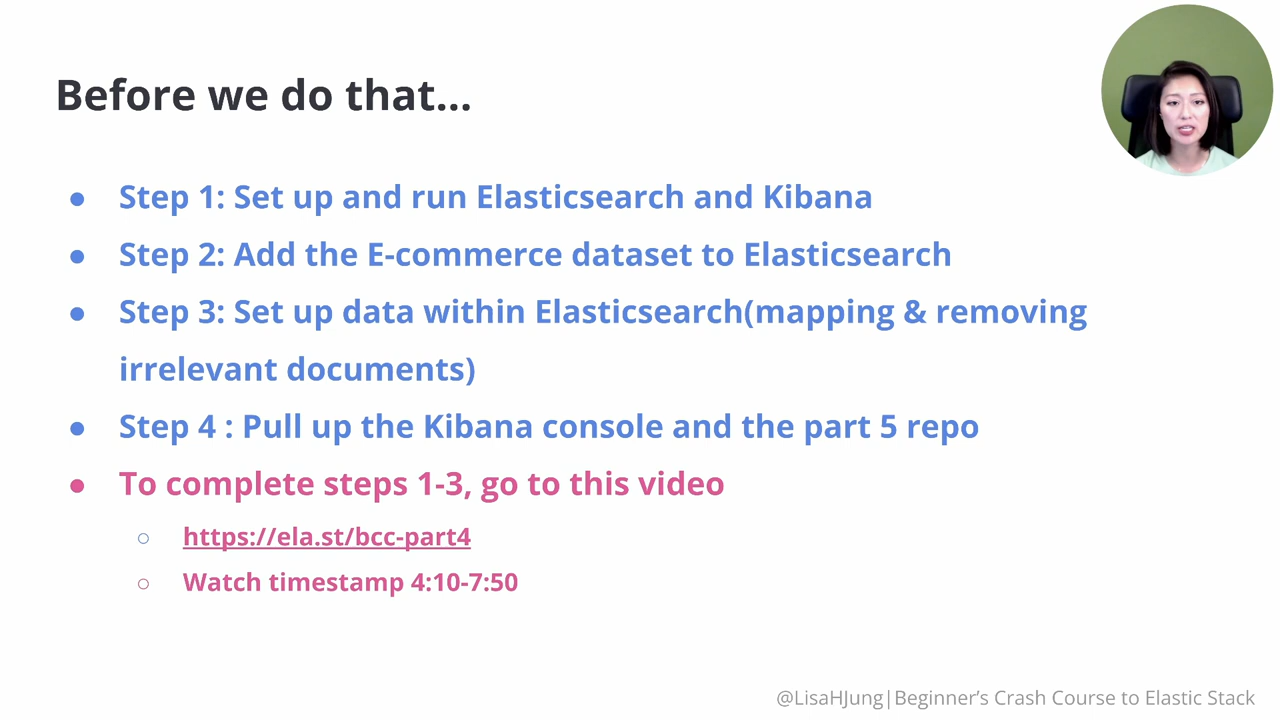 Before we do that...
● Step 1: Set up and run Elasticsearch and Kibana
● Step 2: Add the E-commerce dataset to Elasticsearch
● Step 3: Set up data within Elasticsearch(mapping & removing
irrelevant documents)
● Step 4 : Pull up the Kibana console and the part 5 repo
● To complete steps 1-3, go to this video
○ https://ela.st/bcc-part4
○ Watch timestamp 4:10-7:50
@LisaHJung|Beginner’s Crash Course to Elastic Stack